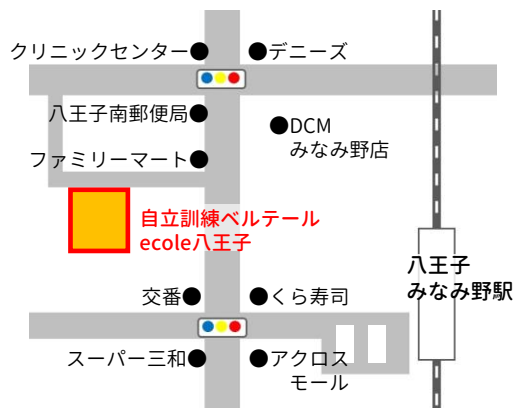 クリニックセンター
デニーズ
八王子南郵便局
DCM
みなみ野店
ファミリーマート
自立訓練ベルテール
ecole八王子
八王子
みなみ野駅
交番
くら寿司
スーパー三和
アクロス
モール